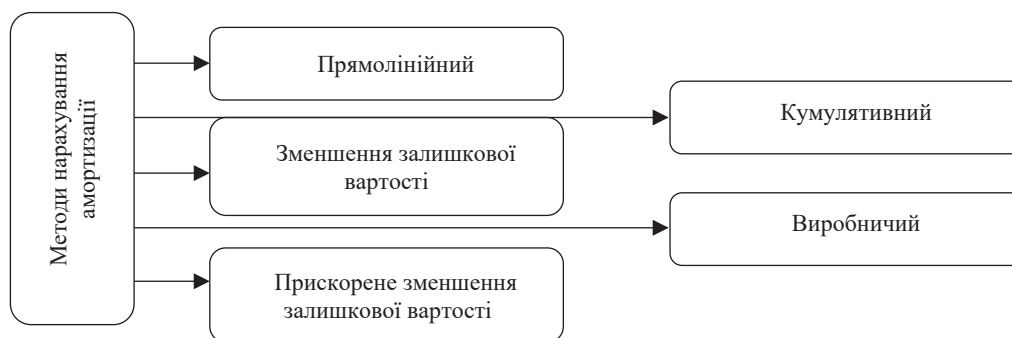 Методи нарахування
амортизації
Прямолінійний
Кумулятивний
Зменшення залишкової
вартості
Виробничий
Прискорене зменшення
залишкової вартості